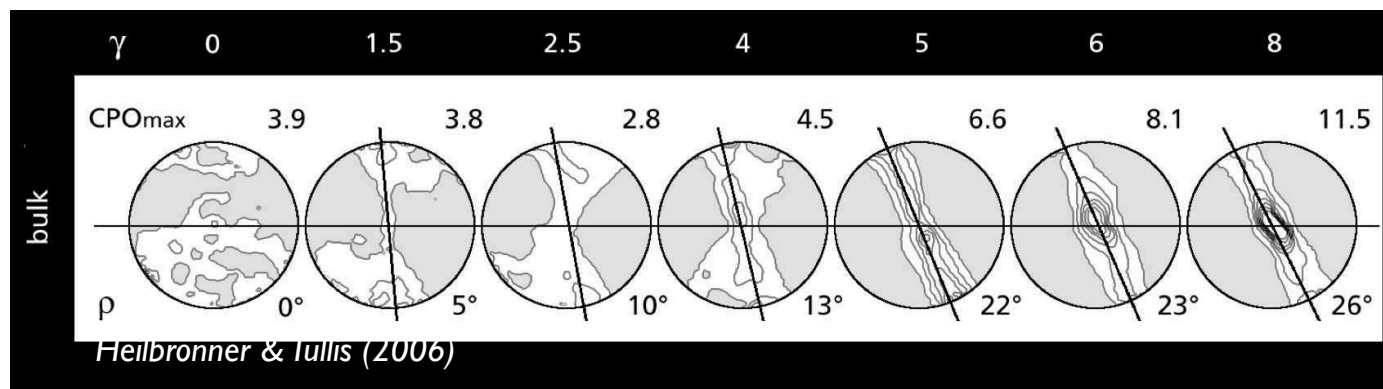 γ 0 1.5 2.5 4 5 6 8
CPOmax 3.9 3.8 2.8 4.5 6.6 8.1 11.5
bulk
ρ 0° 5° 10° 13° 22° 23° 26°
Heilbronner & Tullis (2006)